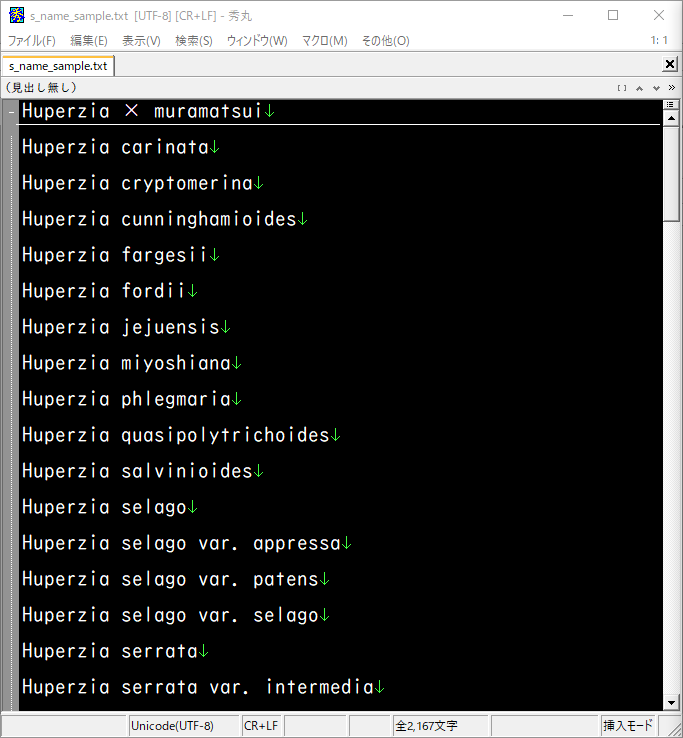 s_name_sample.txt [UTF-8] [CR+LF] - 秀丸
ファイル(F) 編集(E) 表示(V) 検索(S) ウィンドウ(W) マクロ(M) その他(O) 1: 1
s_name_sample.txt
(見出し無し)
Huperzia × muramatsui↓
Huperzia carinata↓
Huperzia cryptomerina↓
Huperzia cunninghamioides↓
Huperzia fargesii↓
Huperzia fordii↓
Huperzia jejuensis↓
Huperzia miyoshiana↓
Huperzia phlegmaria↓
Huperzia quasipolytrichoides↓
Huperzia salvinioides↓
Huperzia selago↓
Huperzia selago var. appressa↓
Huperzia selago var. patens↓
Huperzia selago var. selago↓
Huperzia serrata↓
Huperzia serrata var. intermedia↓
Unicode(UTF-8) CR+LF 全2,167文字 挿入モード